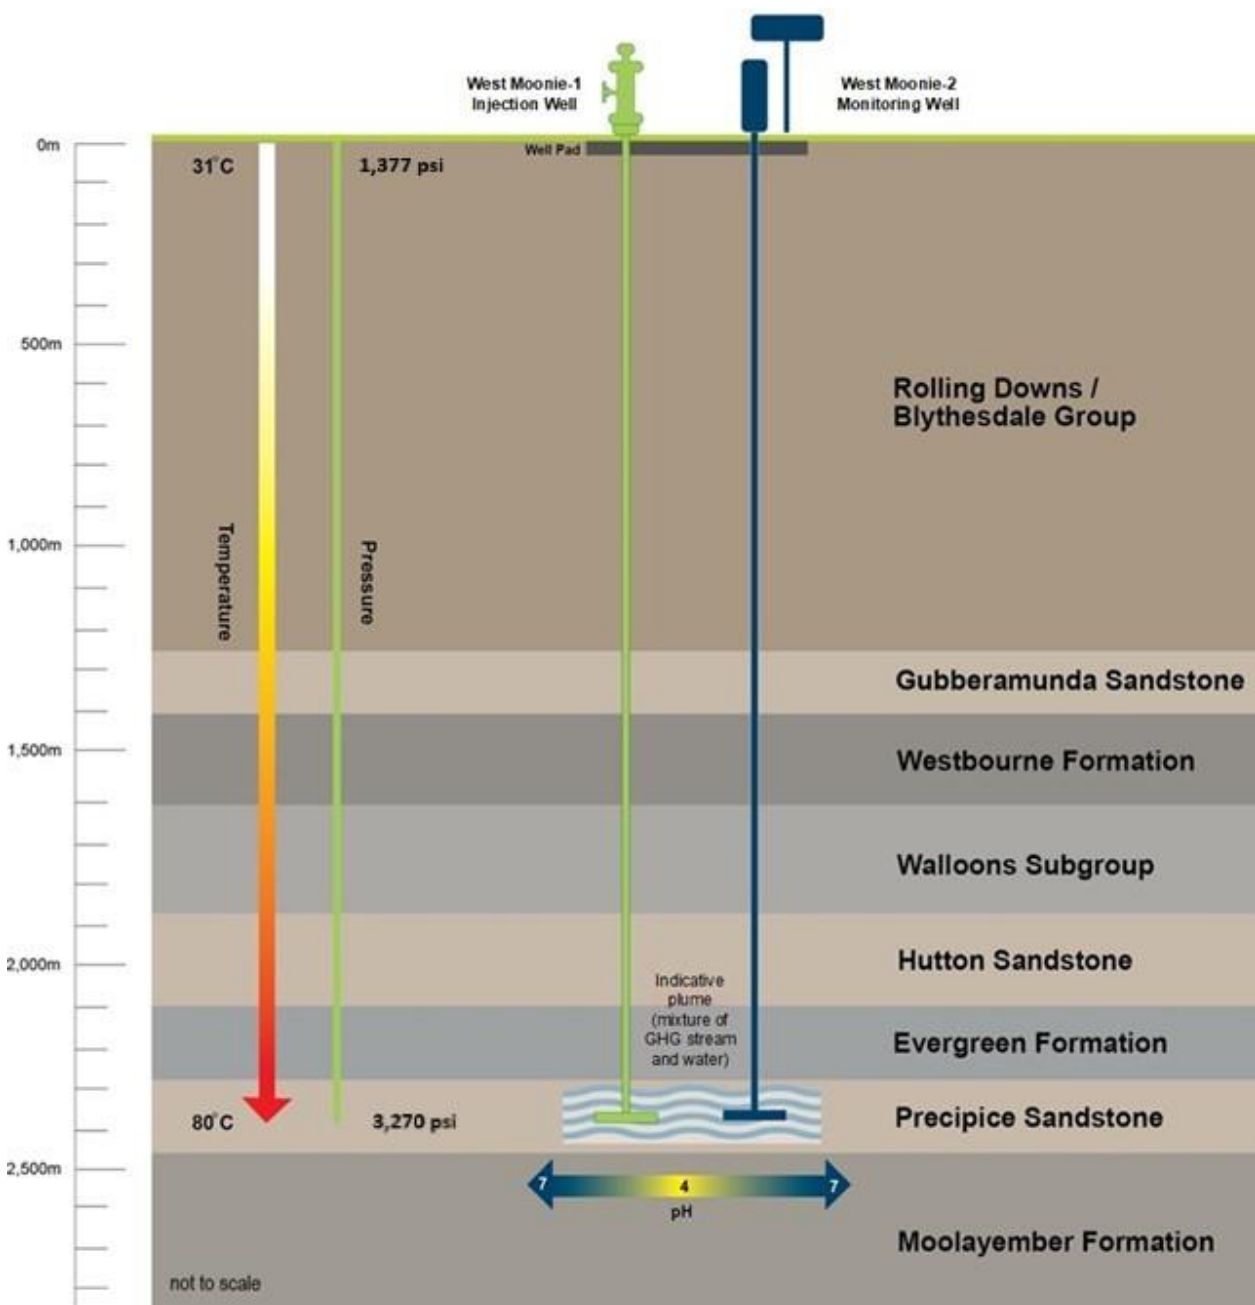 West Moonie-1
Injection Well
West Moonie-2
Monitoring Well
0m
Well Pad
31°C
1,377 psi
500m
Rolling Downs /
Blythesdale Group
1,000m
Temperature
Pressure
Gubberamunda Sandstone
1,500m
Westbourne Formation
Walloons Subgroup
2,000m
Hutton Sandstone
Indicative
plume
(mixture of
GHG stream
and water)
Evergreen Formation
80°C
3,270 psi
Precipice Sandstone
2,500m
7 4 7
pH
Moolayember Formation
not to scale